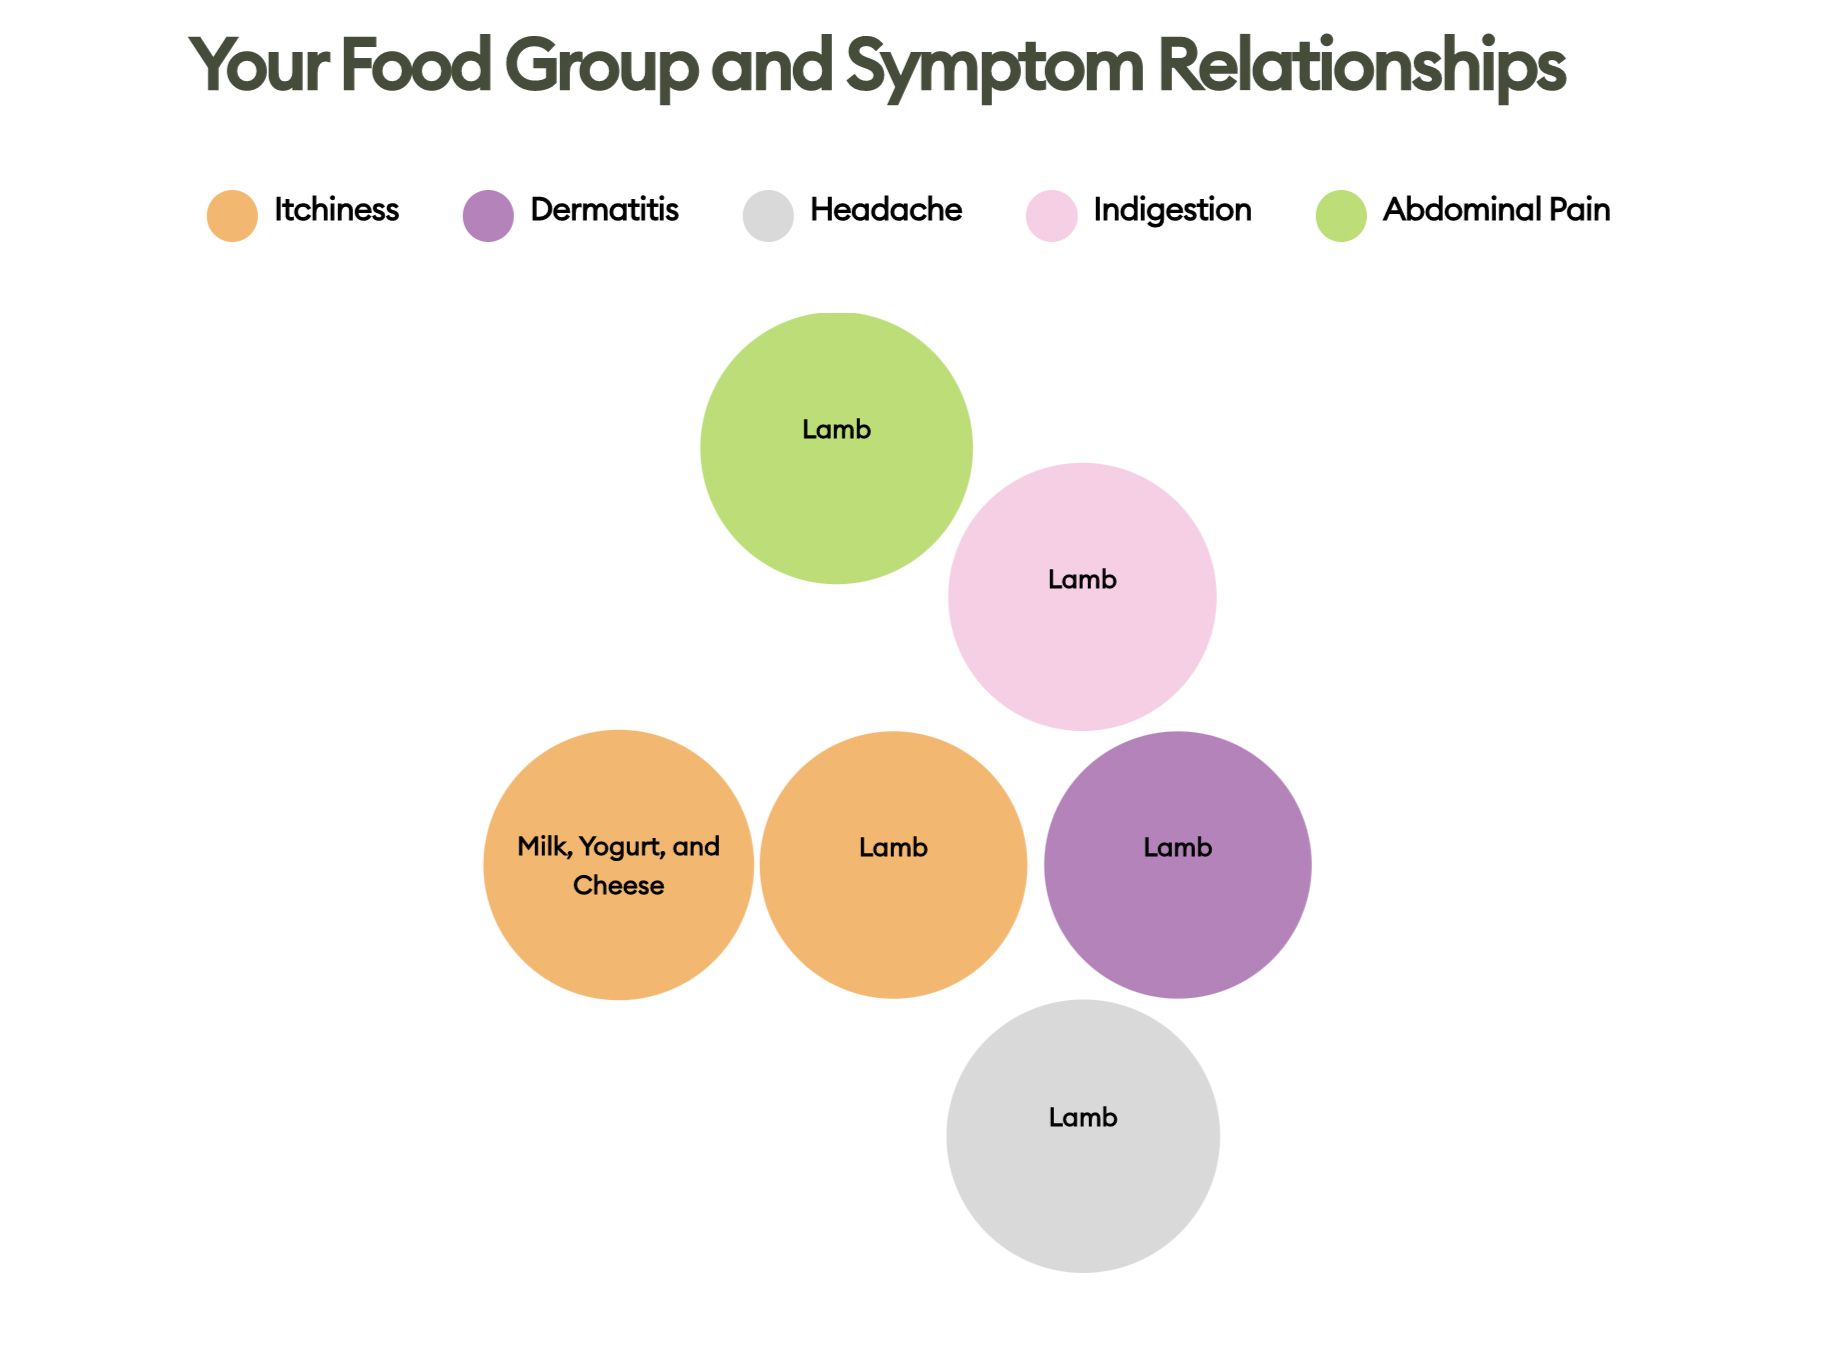 Your Food Group and Symptom Relationships
Itchiness
Dermatitis
Headache
Indigestion
Abdominal Pain
Lamb
Lamb
Milk, Yogurt, and
Cheese
Lamb
Lamb
Lamb